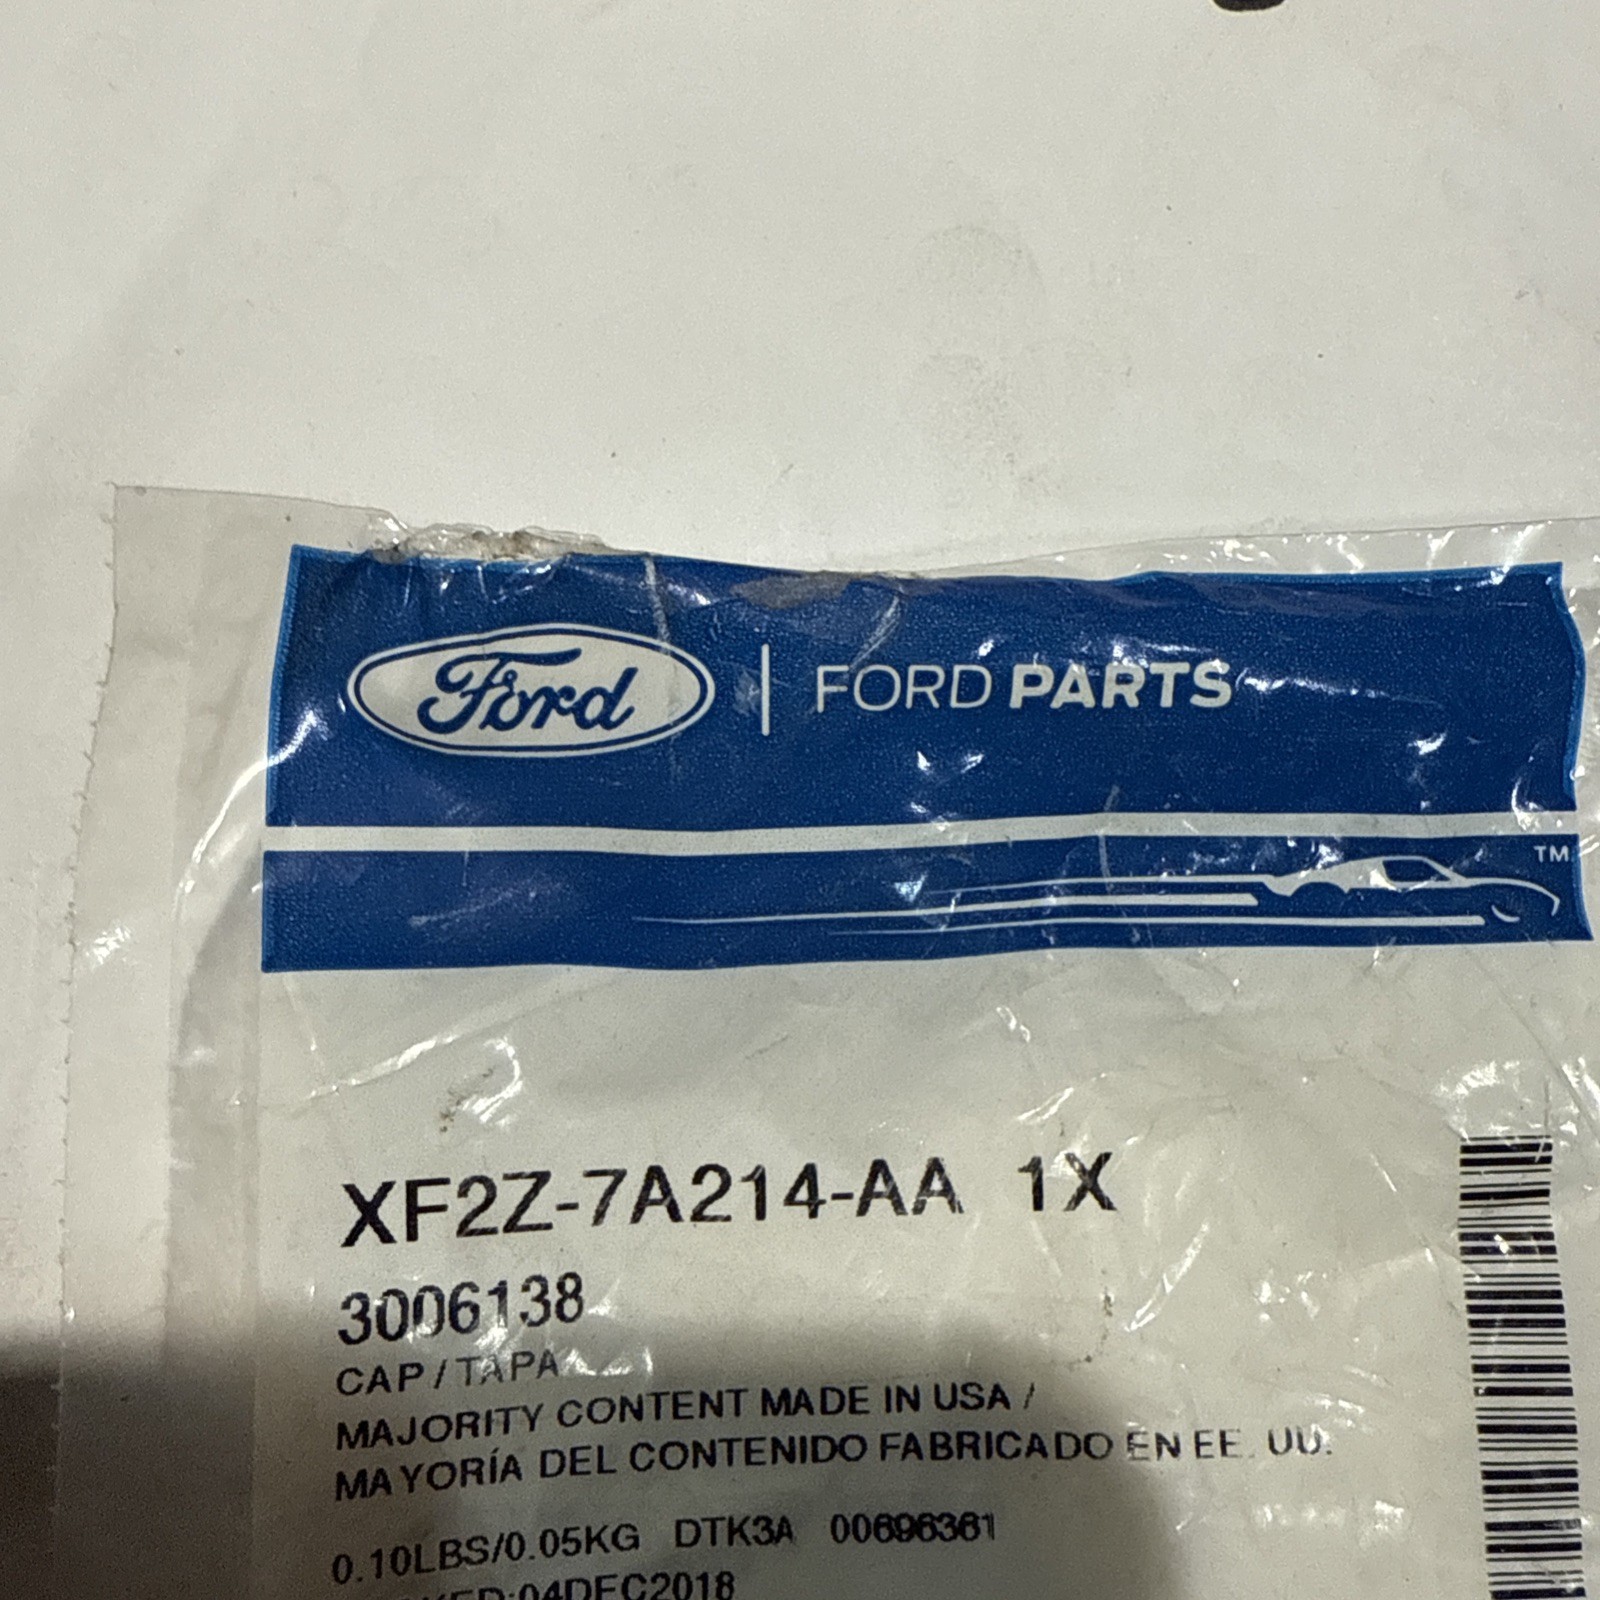 Ford | FORD PARTS
TM
XF2Z-7A214-AA 1X
3006138
CAP / TAPA
MAJORITY CONTENT MADE IN USA /
MAYORÍA DEL CONTENIDO FABRICADO EN EE. UU.
0.10LBS/0.05KG DTK3A 00696361
:04DEC2018